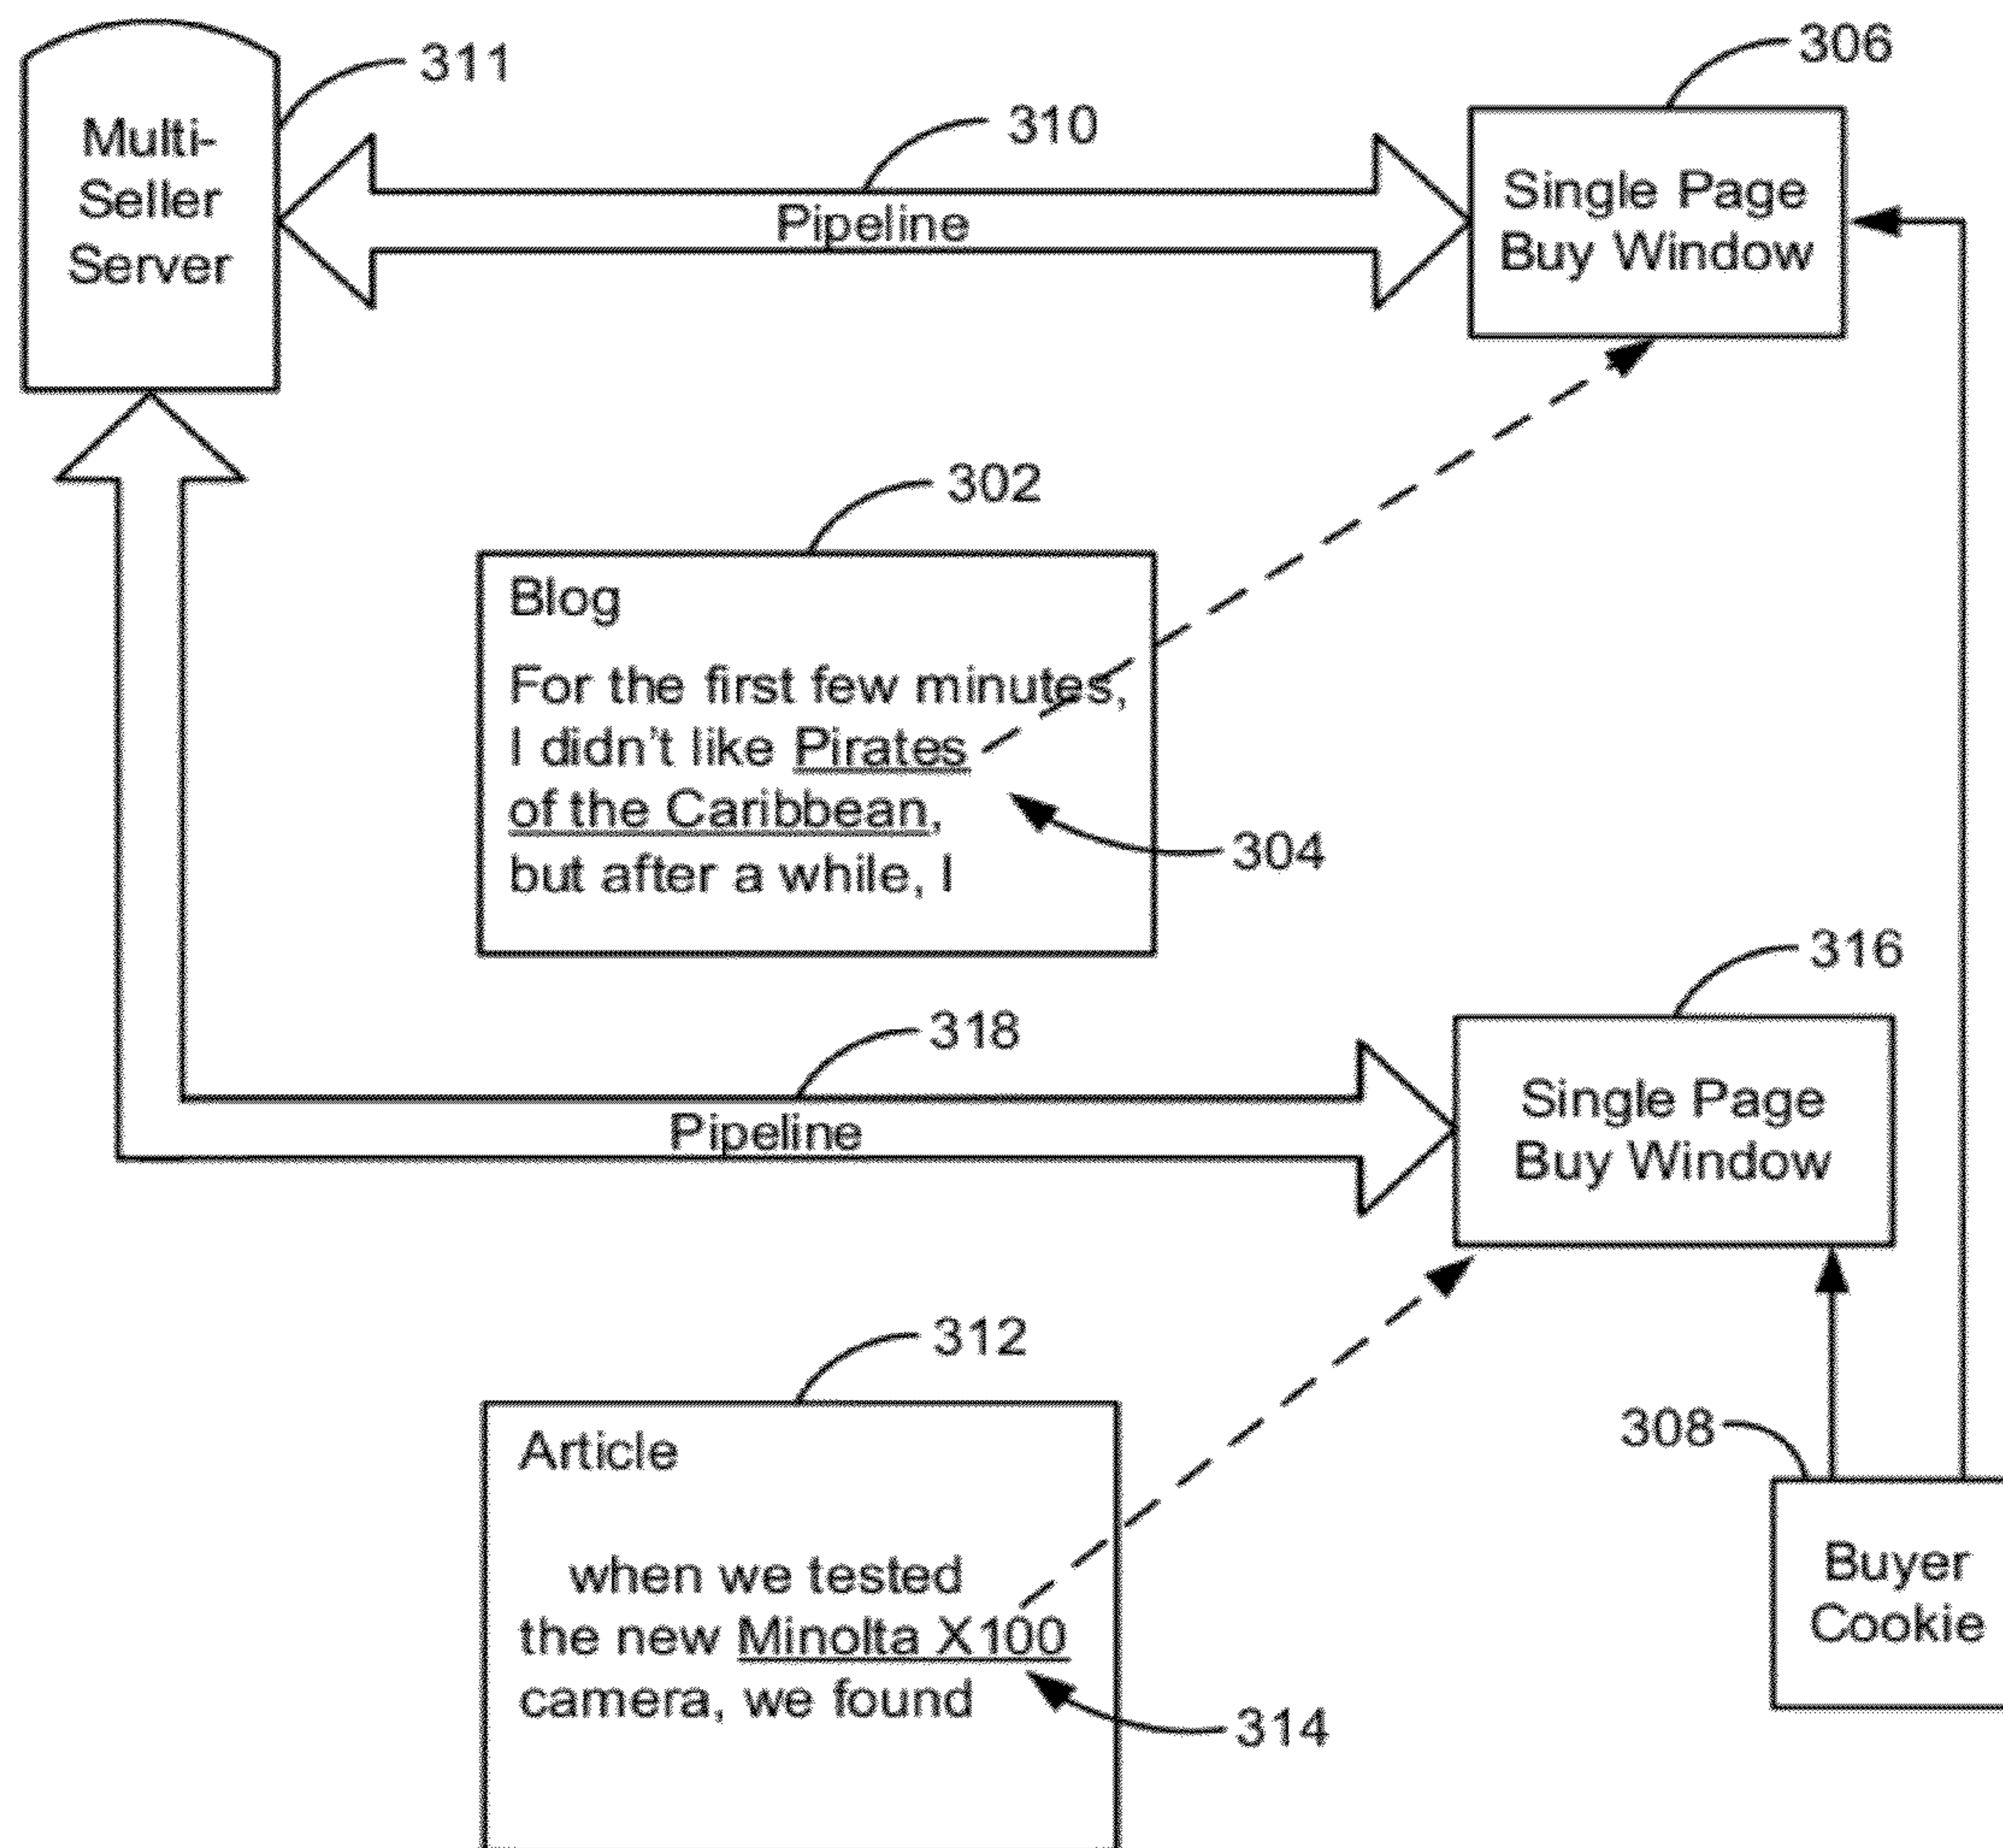 306
311
310
Multi-
Seller
Server
Pipeline
Single Page
Buy Window
302
Blog
For the first few minutes,
I didn't like Pirates
of the Caribbean,
but after a while, I
304
316
318
Pipeline
Single Page
Buy Window
312
Article
when we tested
the new Minolta X100
camera, we found
314
308
Buyer
Cookie